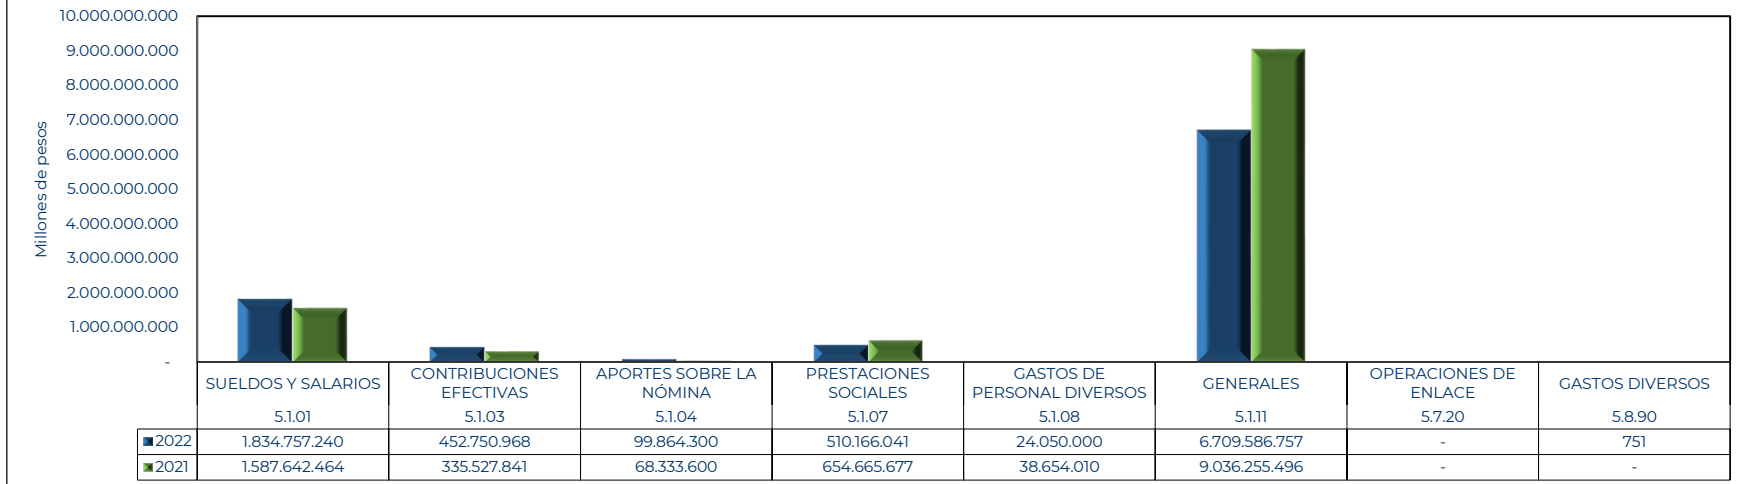 10.000.000.000
9.000.000.000
8.000.000.000
7.000.000.000
6.000.000.000
5.000.000.000
4.000.000.000
3.000.000.000
2.000.000.000
1.000.000.000
-
Millones de pesos
SUELDOS Y SALARIOS
CONTRIBUCIONES
EFECTIVAS
APORTES SOBRE LA
NÓMINA
PRESTACIONES
SOCIALES
GASTOS DE
PERSONAL DIVERSOS
GENERALES
OPERACIONES DE
ENLACE
GASTOS DIVERSOS
5.1.01 5.1.03 5.1.04 5.1.07 5.1.08 5.1.11 5.7.20 5.8.90
2022 1.834.757.240 452.750.968 99.864.300 510.166.041 24.050.000 6.709.586.757 - 751
2021 1.587.642.464 335.527.841 68.333.600 654.665.677 38.654.010 9.036.255.496 - -